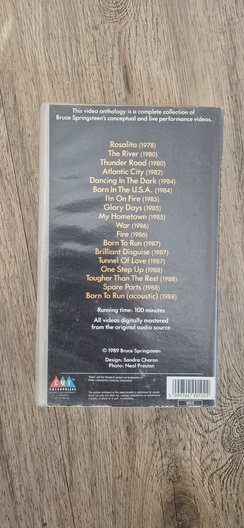 This video anthology is a complete collection of
Bruce Springsteen's conceptual and live performance videos.
Rosalita (1978)
The River (1980)
Thunder Road (1980)
Atlantic City (1982)
Dancing In The Dark (1984)
Born In The U.S.A. (1984)
I'm On Fire (1985)
Glory Days (1985)
My Hometown (1985)
War (1986)
Fire (1986)
Born To Run (1987)
Brilliant Disguise (1987)
Tunnel Of Love (1987)
One Step Up (1988)
Tougher Than The Rest (1988)
Spare Parts (1988)
Born To Run (acoustic) (1988)
Running time: 100 minutes
All videos digitally mastered
from the original audio source.
© 1989 Bruce Springsteen
Design: Sandra Choron
Photo: Neal Preston
CMV
ENTERPRISES